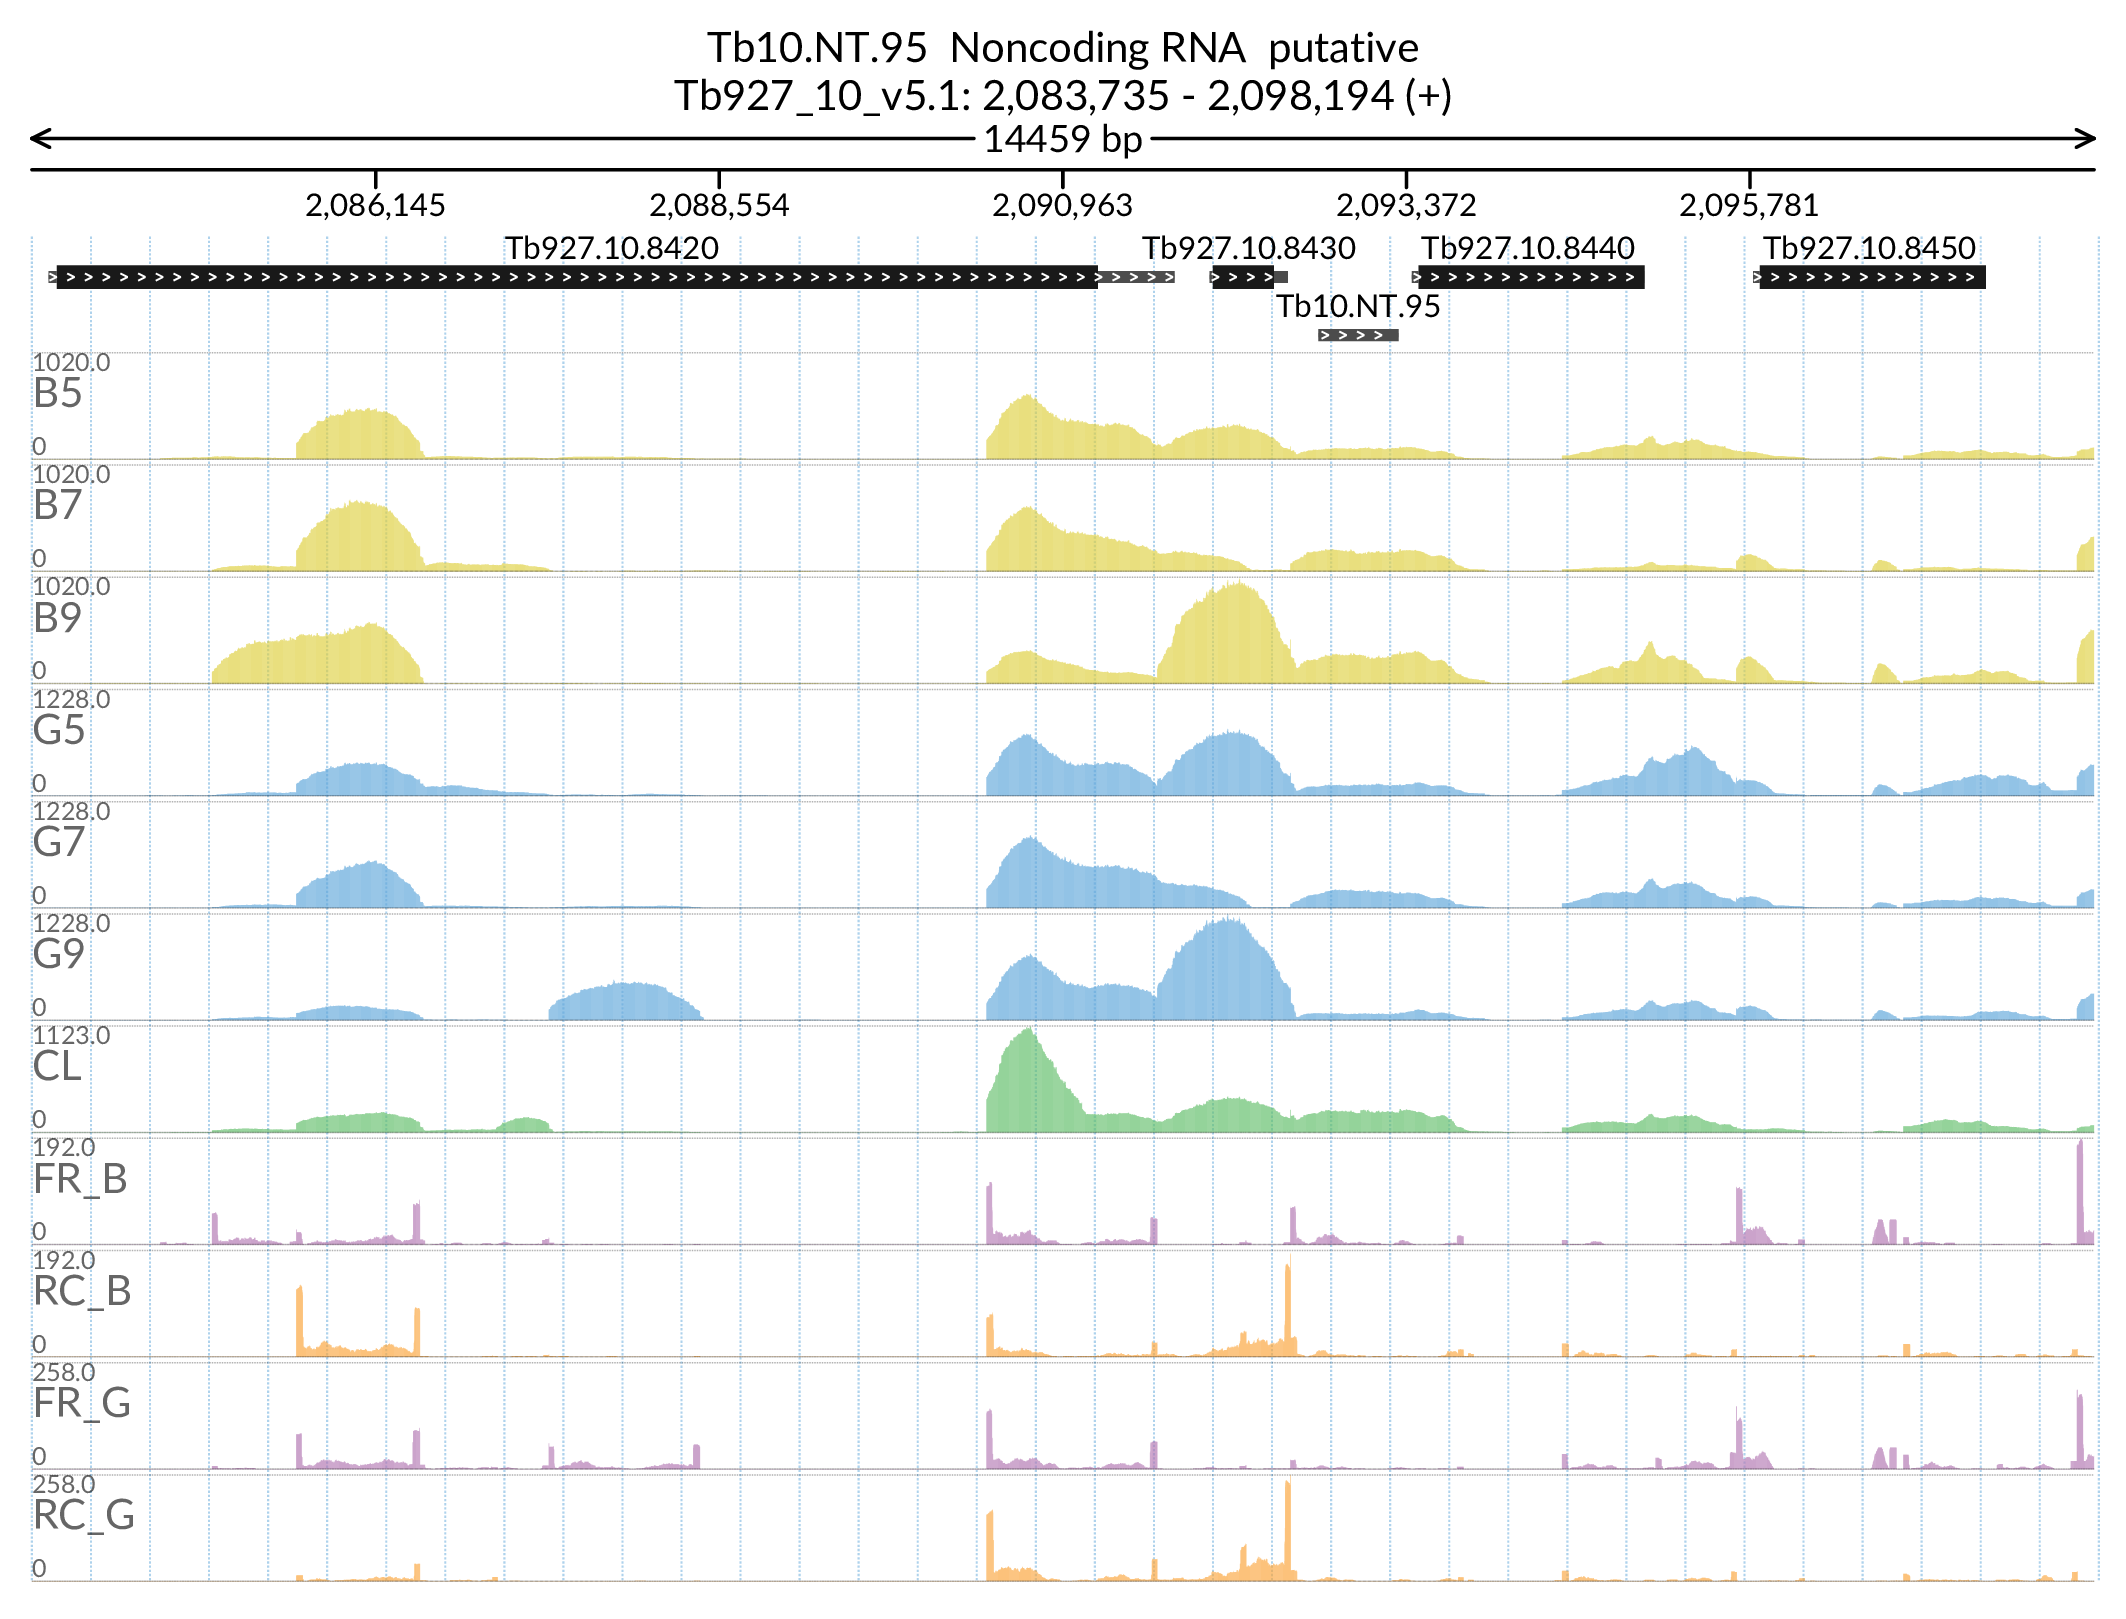 Tb10.NT.95 Noncoding RNA putative
Tb927_10_v5.1: 2,083,735 - 2,098,194 (+)
14459 bp
2,086,145 2,088,554 2,090,963 2,093,372 2,095,781
Tb927.10.8420 Tb927.10.8430 Tb927.10.8440 Tb927.10.8450
Tb10.NT.95
1020.0
B5
0
1020.0
B7
0
1020.0
B9
0
1228.0
G5
0
1228.0
G7
0
1228.0
G9
0
1123.0
CL
0
192.0
FR_B
0
192.0
RC_B
0
258.0
FR_G
0
258.0
RC_G
0